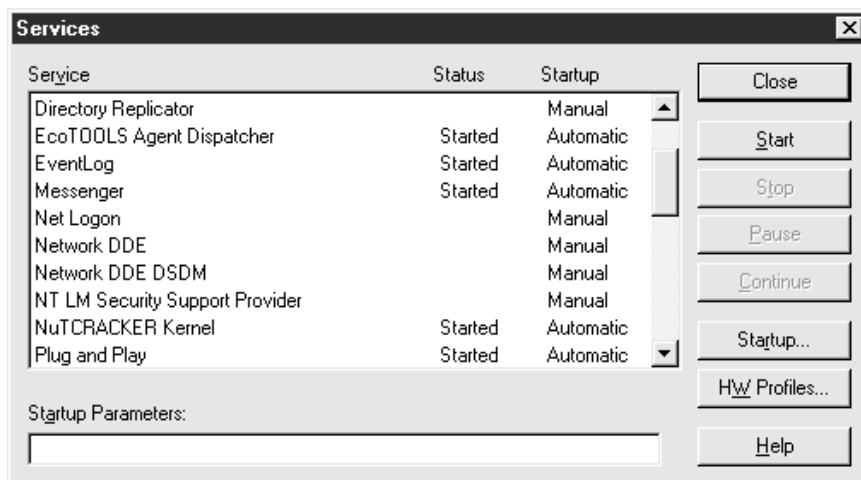 Services
Service Status Startup
Directory Replicator Manual
EcoTOOLS Agent Dispatcher Started Automatic
EventLog Started Automatic
Messenger Started Automatic
Net Logon Manual
Network DDE Manual
Network DDE DSDM Manual
NT LM Security Support Provider Manual
NuTCRACKER Kernel Started Automatic
Plug and Play Started Automatic
Startup Parameters:
Close
Start
Stop
Pause
Continue
Startup...
HW Profiles...
Help